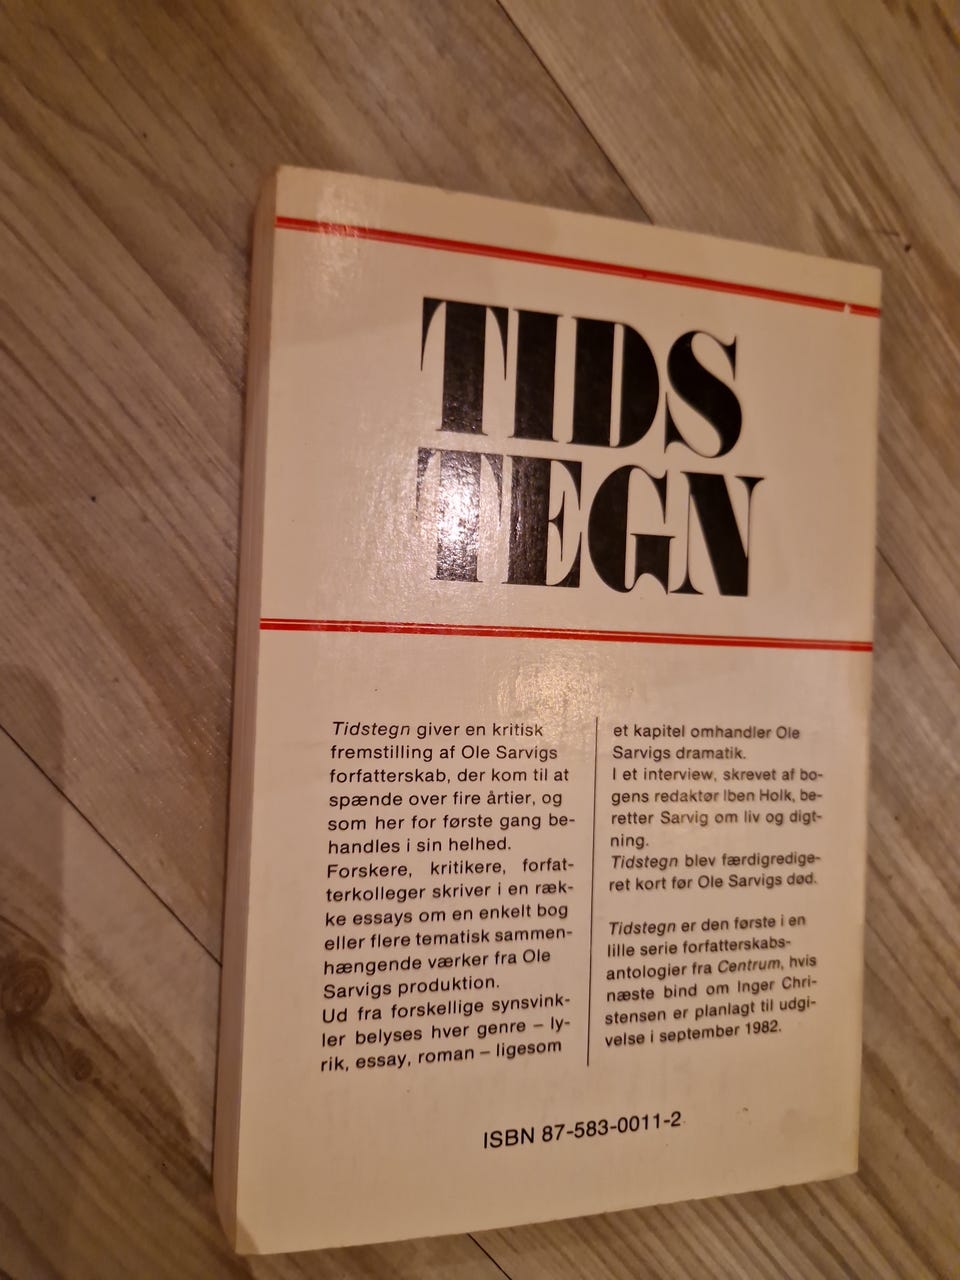 TIDS
TEGN
Tidstegn giver en kritisk
fremstilling af Ole Sarvigs
forfatterskab, der kom til at
spænde over fire årtier, og
som her for første gang be-
handles i sin helhed.
Forskere, kritikere, forfat-
terkolleger skriver i en ræk-
ke essays om en enkelt bog
eller flere tematisk sammen-
hængende værker fra Ole
Sarvigs produktion.
Ud fra forskellige synsvink-
ler belyses hver genre – ly-
rik, essay, roman – ligesom
et kapitel omhandler Ole
Sarvigs dramatik.
I et interview, skrevet af bo-
gens redaktør Iben Holk, be-
retter Sarvig om liv og digt-
ning.
Tidstegn blev færdigredige-
ret kort før Ole Sarvigs død.
Tidstegn er den første i en
lille serie forfatterskabs-
antologier fra Centrum, hvis
næste bind om Inger Chri-
stensen er planlagt til udgi-
velse i september 1982.
ISBN 87-583-0011-2